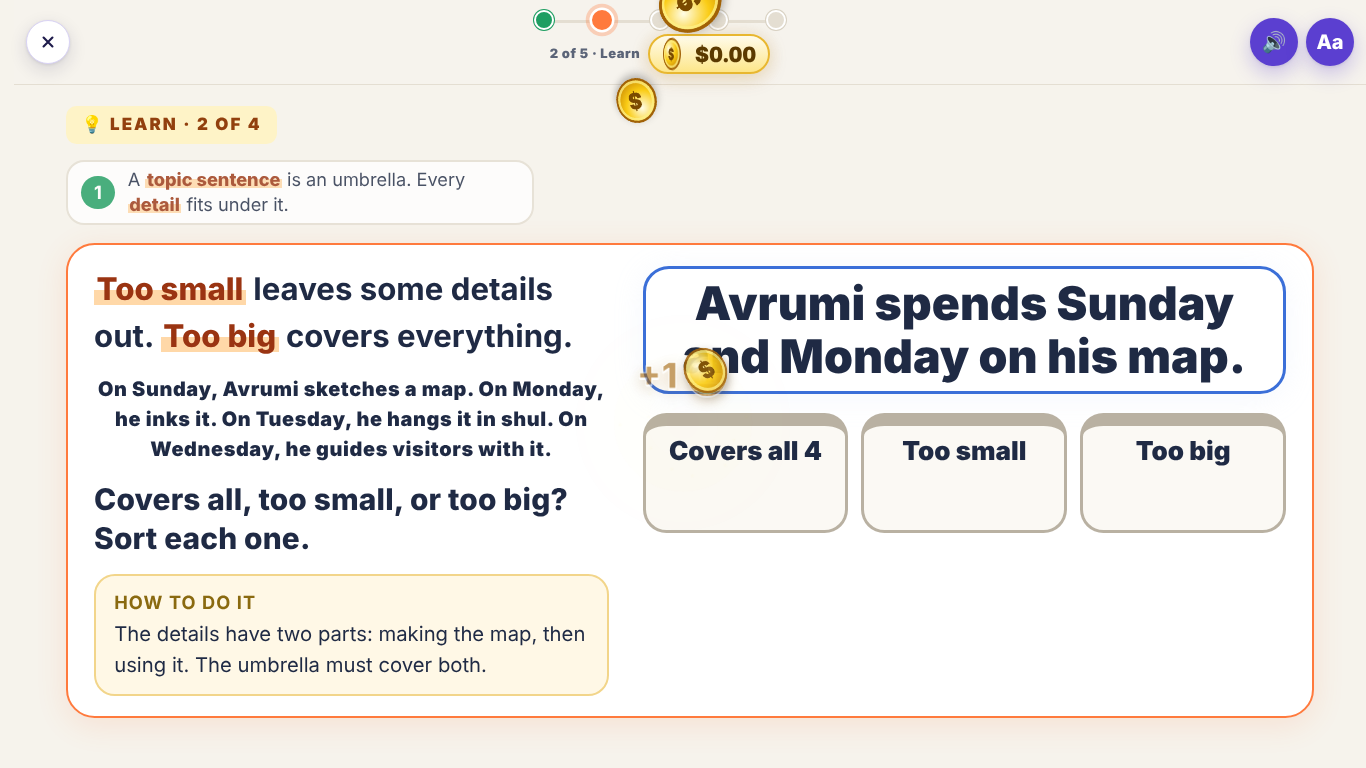 ✕
2 of 5 · Learn
$ $0.00
Aa
$
💡 LEARN · 2 OF 4
1
A topic sentence is an umbrella. Every
detail fits under it.
Too small leaves some details
out. Too big covers everything.
On Sunday, Avrumi sketches a map. On Monday,
he inks it. On Tuesday, he hangs it in shul. On
Wednesday, he guides visitors with it.
Covers all, too small, or too big?
Sort each one.
HOW TO DO IT
The details have two parts: making the map, then
using it. The umbrella must cover both.
Avrumi spends Sunday
and Monday on his map.
+1 $
Covers all 4
Too small
Too big